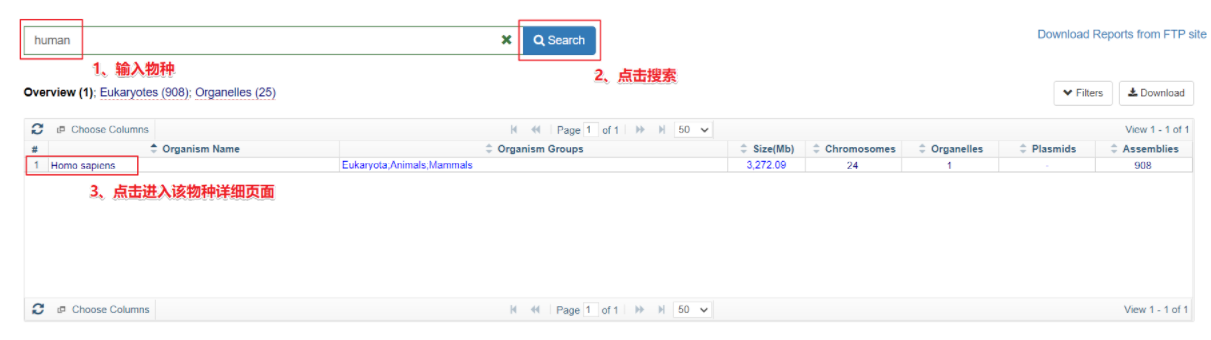 Download Reports from FTP site
human ✖ Search
1、输入物种
2、点击搜索
Overview (1); Eukaryotes (908); Organelles (25)
Filters Download
Choose Columns Page 1 of 1 50 View 1 - 1 of 1
# Organism Name Organism Groups Size(Mb) Chromosomes Organelles Plasmids Assemblies
1 Homo sapiens Eukaryota,Animals,Mammals 3,272.09 24 1 - 908
3、点击进入该物种详细页面
Choose Columns Page 1 of 1 50 View 1 - 1 of 1